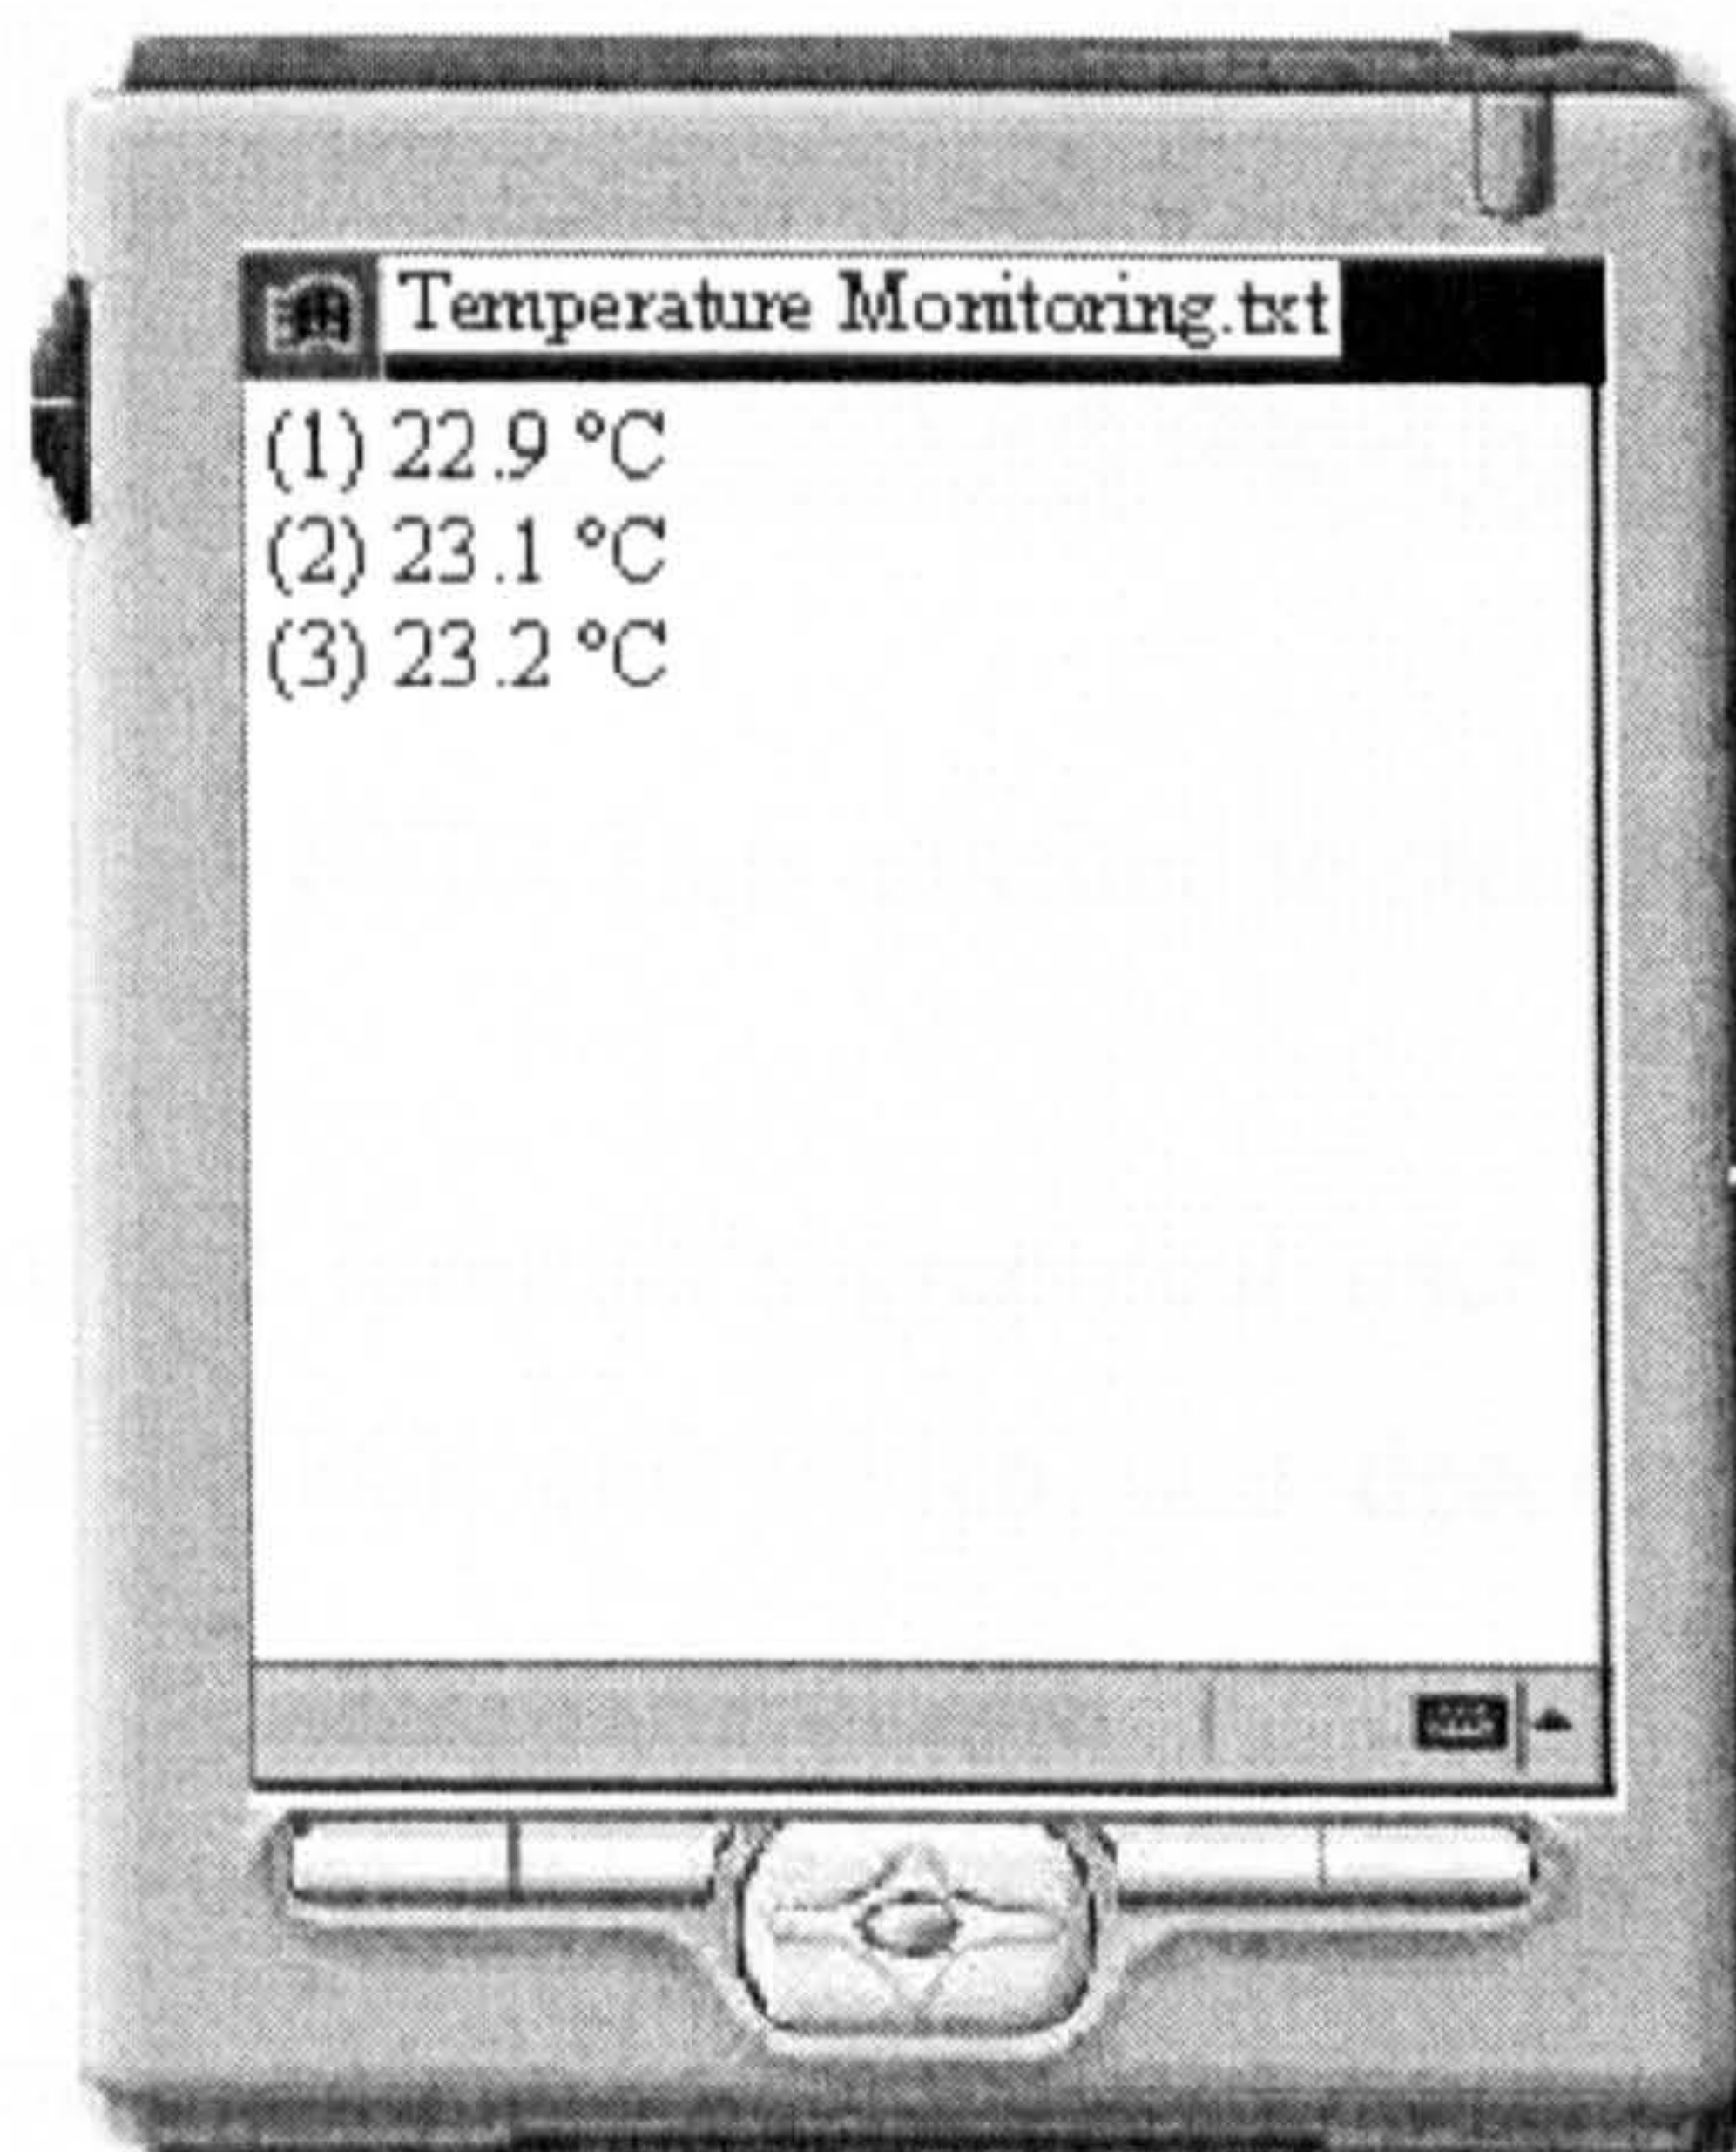 Temperature Monitoring.txt
(1) 22.9 °C
(2) 23.1 °C
(3) 23.2 °C